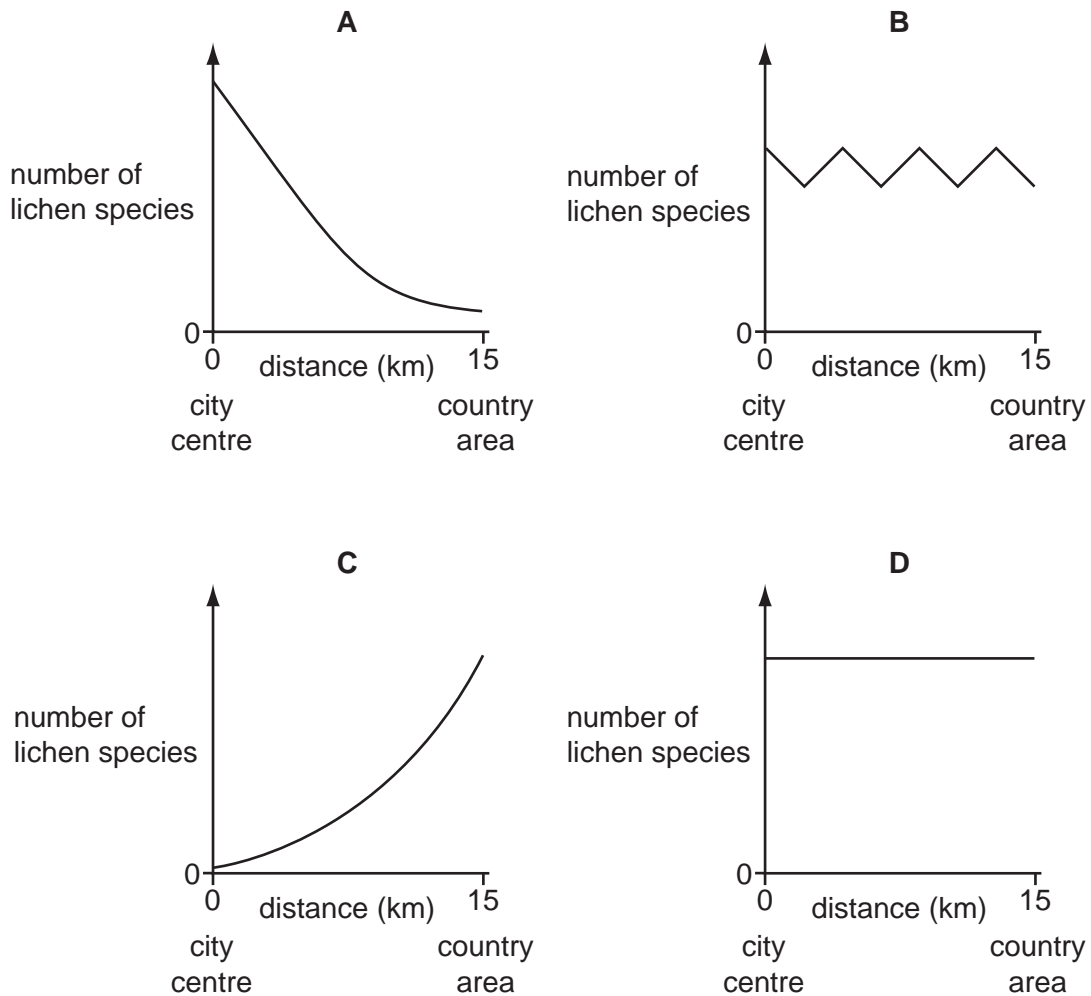 A
number of
lichen species
0
0
distance (km)
15
city
centre
country
area
B
number of
lichen species
0
0
distance (km)
15
city
centre
country
area
C
number of
lichen species
0
0
distance (km)
15
city
centre
country
area
D
number of
lichen species
0
0
distance (km)
15
city
centre
country
area